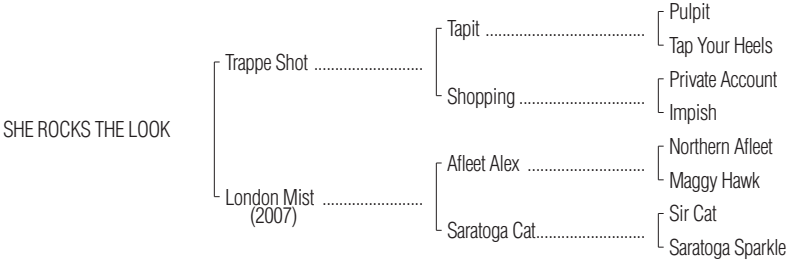 Pulpit
Tapit ......................................
Tap Your Heels
Trappe Shot ..........................
Private Account
Shopping ..............................
Impish
SHE ROCKS THE LOOK
Northern Afleet
Afleet Alex ............................
Maggy Hawk
London Mist ........................
(2007)
Sir Cat
Saratoga Cat..........................
Saratoga Sparkle